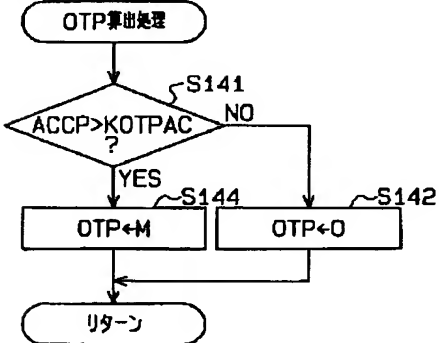 OTP算出処理
S141
ACCP>KOTPAC
?
NO
YES
S144
S142
OTP←M
OTP←0
リターン